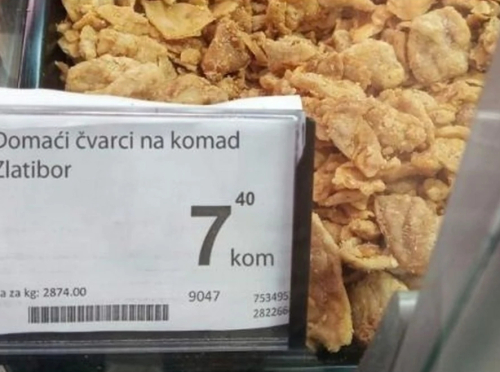 Domaći čvarci na komad
Zlatibor
7 40
kom
a za kg: 2874.00
9047
753495
282266